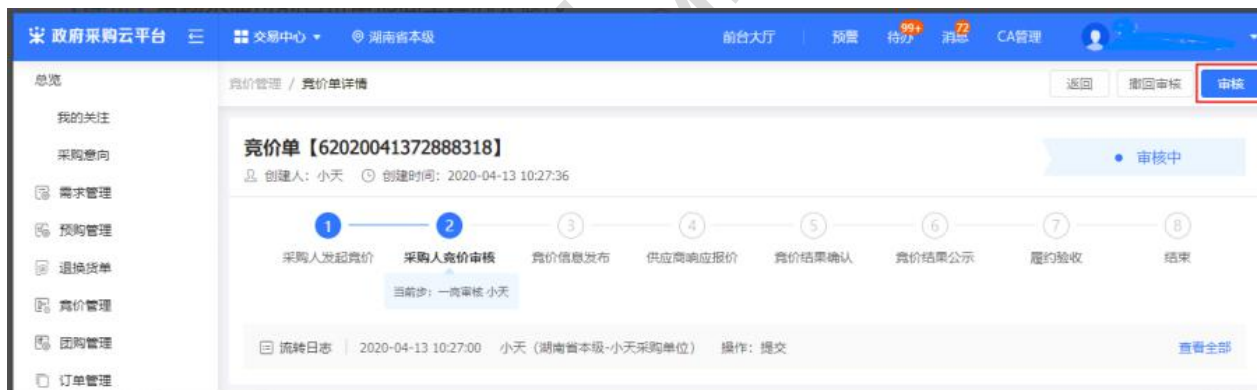 政府采购云平台 交易中心 湖南省本级 前台大厅 预警 待办 99+ 消息 72 CA管理
总览
我的关注
采购意向
需求管理
预购管理
退换货单
竞价管理
团购管理
订单管理
竞价管理 / 竞价单详情 返回 撤回审核 审核
竞价单【62020041372888318】 审核中
创建人：小天 创建时间：2020-04-13 10:27:36
1 2 3 4 5 6 7 8
采购人发起竞价 采购人竞价审核 竞价信息发布 供应商响应报价 竞价结果确认 竞价结果公示 履约验收 结束
当前步：一岗审核 小天
流转日志 2020-04-13 10:27:00 小天（湖南省本级-小天采购单位） 操作：提交 查看全部